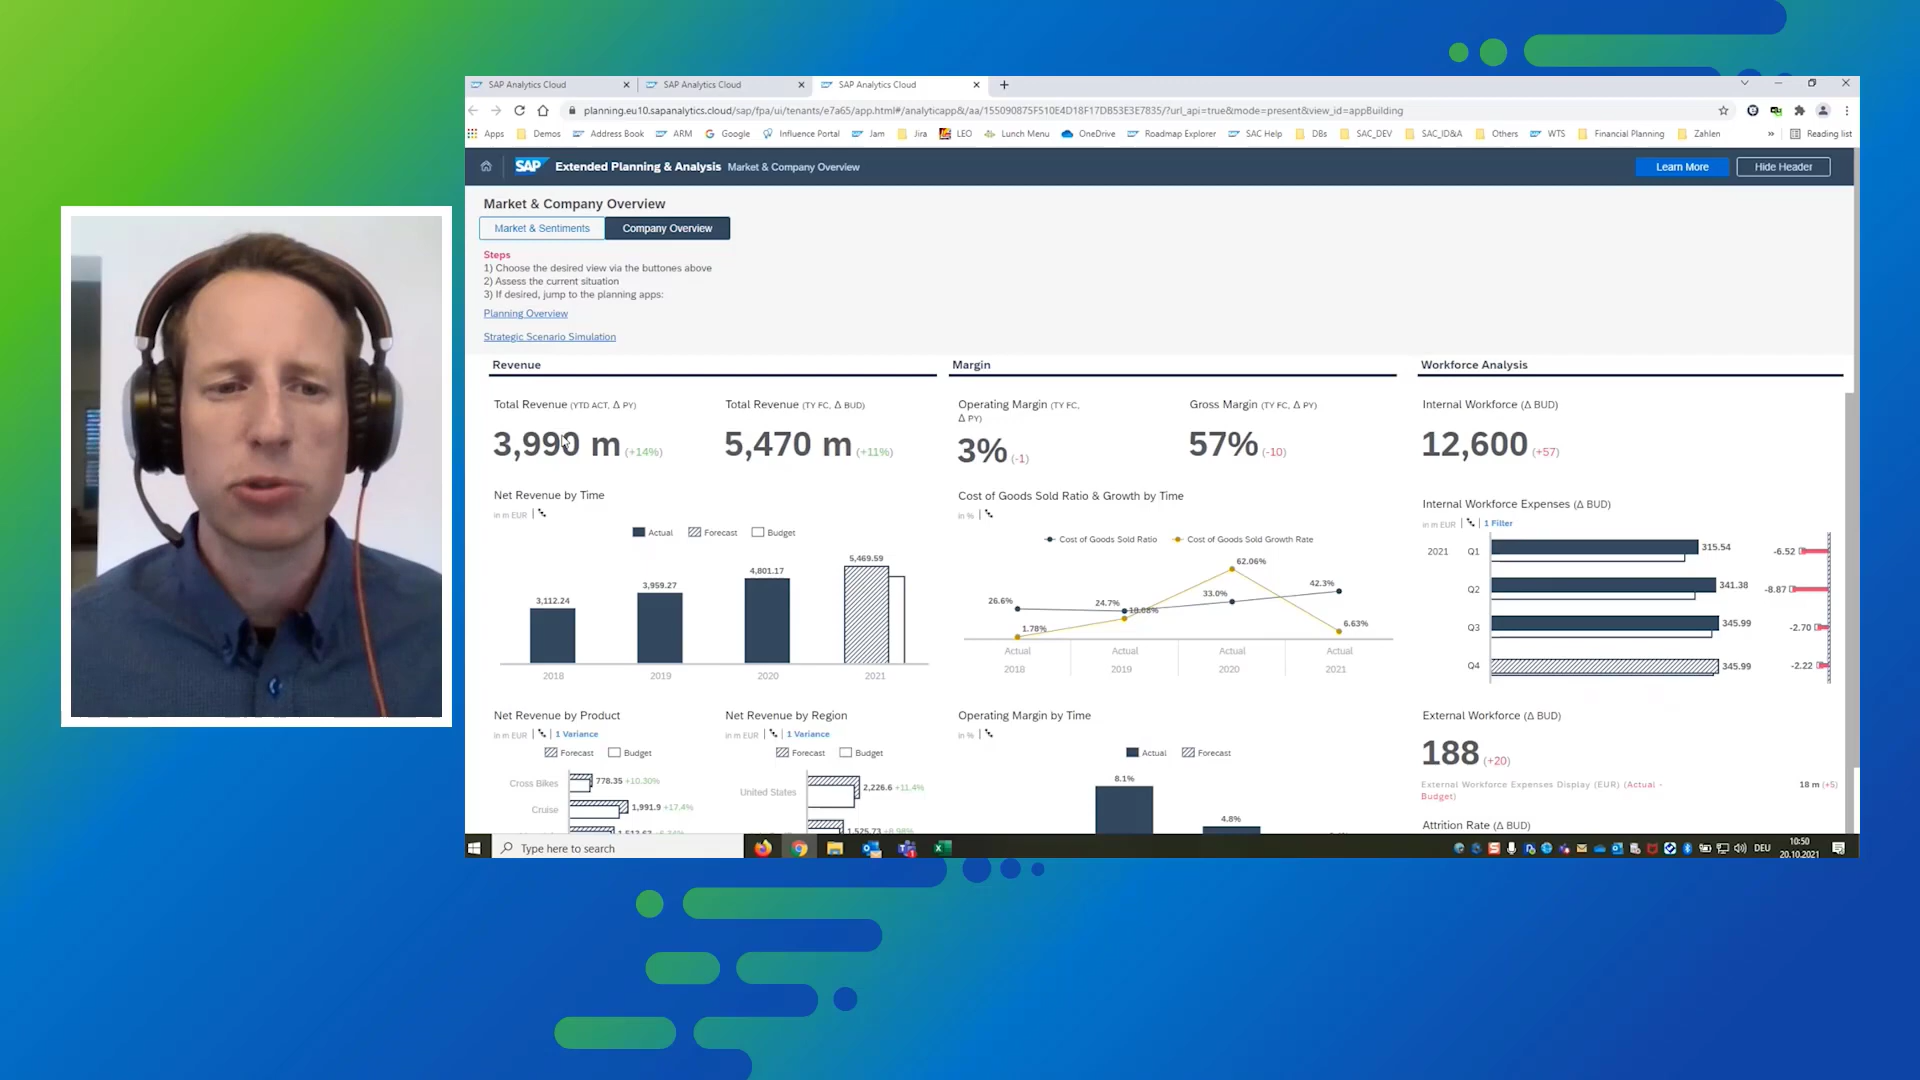 SAP Analytics Cloud
SAP Analytics Cloud
SAP Analytics Cloud
planning.eu10.sapanalytics.cloud/sap/fpa/ui/tenants/e7a65/app.html#/analyticapp&/aa/155090875F510E4D18F17DB53E3E7835/?url_api=true&mode=present&view_id=appBuilding
Apps Demos Address Book ARM Google Influence Portal Jam Jira LEO Lunch Menu OneDrive Roadmap Explorer SAC Help DBs SAC_DEV SAC_ID&A Others WTS Financial Planning Zahlen » Reading list
SAP Extended Planning & Analysis Market & Company Overview Learn More Hide Header
Market & Company Overview
Market & Sentiments Company Overview
Steps
1) Choose the desired view via the buttones above
2) Assess the current situation
3) If desired, jump to the planning apps:
Planning Overview
Strategic Scenario Simulation
Revenue
Total Revenue (YTD ACT, Δ PY)
3,990 m (+14%)
Total Revenue (TY FC, Δ BUD)
5,470 m (+11%)
Net Revenue by Time
in m EUR
Actual Forecast Budget
3,112.24
3,959.27
4,801.17
5,469.59
2018 2019 2020 2021
Net Revenue by Product
in m EUR 1 Variance
Forecast Budget
Cross Bikes 778.35 +10.30%
Cruise 1,991.9 +17.4%
Net Revenue by Region
in m EUR 1 Variance
Forecast Budget
United States 2,226.6 +11.4%
Margin
Operating Margin (TY FC,
Δ PY)
3% (-1)
Gross Margin (TY FC, Δ PY)
57% (-10)
Cost of Goods Sold Ratio & Growth by Time
in %
Cost of Goods Sold Ratio Cost of Goods Sold Growth Rate
26.6% 24.7% 33.0% 42.3%
1.78% 62.06% 6.63%
Actual Actual Actual Actual
2018 2019 2020 2021
Operating Margin by Time
in %
Actual Forecast
8.1%
4.8%
Workforce Analysis
Internal Workforce (Δ BUD)
12,600 (+57)
Internal Workforce Expenses (Δ BUD)
in m EUR 1 Filter
2021 Q1 315.54 -6.52
Q2 341.38 -8.87
Q3 345.99 -2.70
Q4 345.99 -2.22
External Workforce (Δ BUD)
188 (+20)
External Workforce Expenses Display (EUR) (Actual - 18 m (+5)
Budget)
Attrition Rate (Δ BUD)
Type here to search
DEU
10:50
20.10.2021